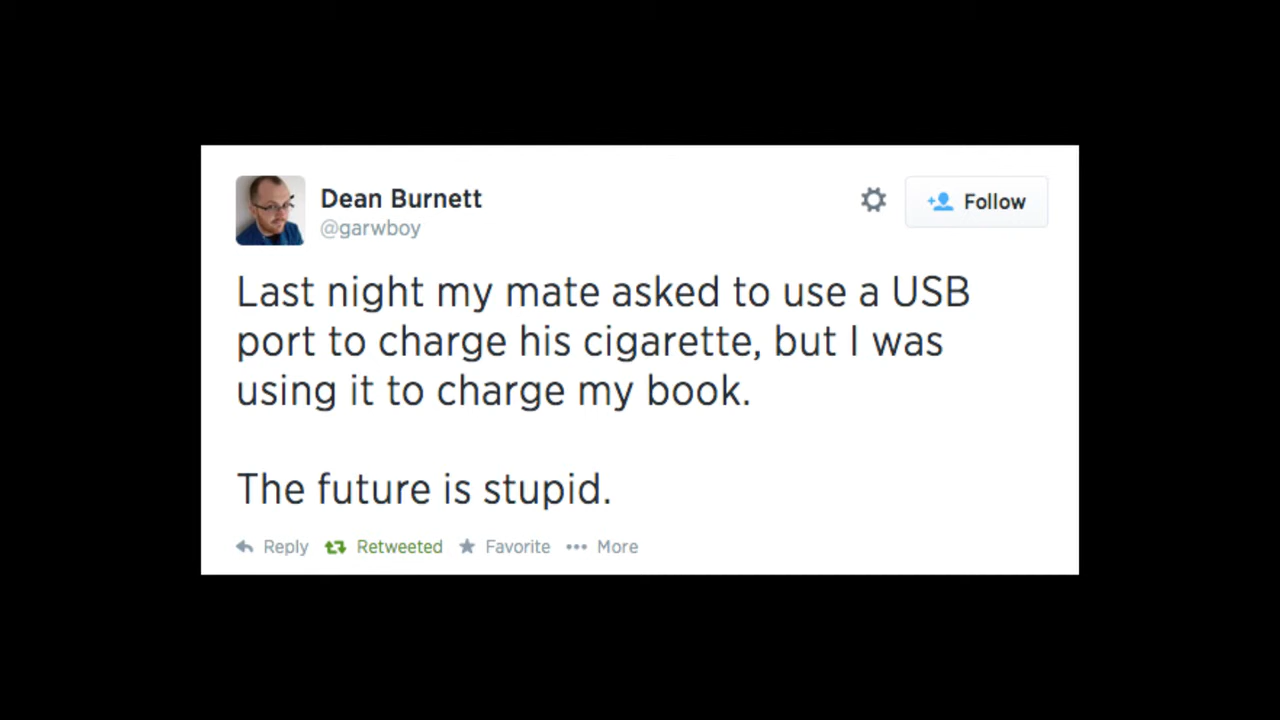 Dean Burnett
@garwboy
Follow
Last night my mate asked to use a USB
port to charge his cigarette, but I was
using it to charge my book.
The future is stupid.
Reply Retweeted Favorite More